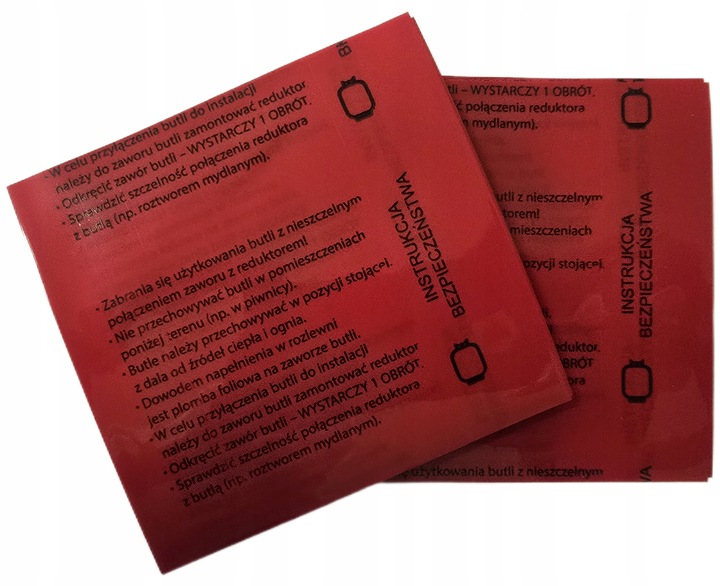 • W celu przyłączenia butli do instalacji
należy do zaworu butli zamontować reduktor
• Odkręcić zawór butli – WYSTARCZY 1 OBRÓT.
• Sprawdzić szczelność połączenia reduktora
z butlą (np. roztworem mydlanym).
• Zabrania się użytkowania butli z nieszczelnym
połączeniem zaworu z reduktorem!
• Nie przechowywać butli w pomieszczeniach
poniżej terenu (np. w piwnicy).
• Butle należy przechowywać w pozycji stojącej.
z dala od źródeł ciepła i ognia.
• Dowodem napełnienia w rozlewni
jest plomba foliowa na zaworze butli.
• W celu przyłączenia butli do instalacji
należy do zaworu butli zamontować reduktor
• Odkręcić zawór butli – WYSTARCZY 1 OBRÓT.
• Sprawdzić szczelność połączenia reduktora
z butlą (np. roztworem mydlanym).
INSTRUKCJA
BEZPIECZEŃSTWA
– WYSTARCZY 1 OBRÓT.
połączenia reduktora
mydlanym).
butli z nieszczelnym
pomieszczeniach
pozycji stojącej.
1 OBRÓT
użytkowania butli z nieszczelnym
INSTRUKCJA
BEZPIECZEŃSTWA